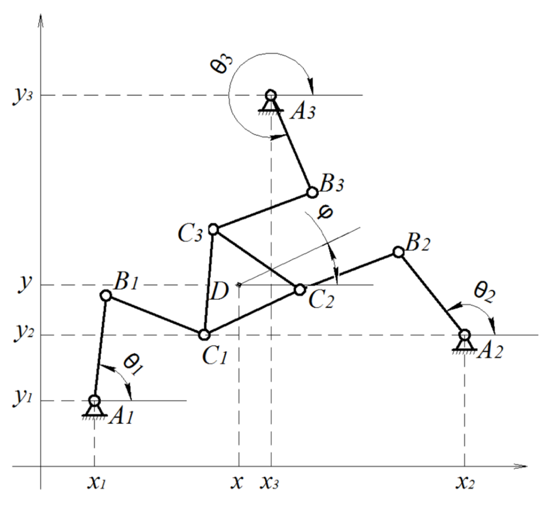 θ3
y3
A3
B3
φ
C3
B2
y
D
B1
C2
θ2
y2
C1
A2
θ1
y1
A1
x1
x
x3
x2